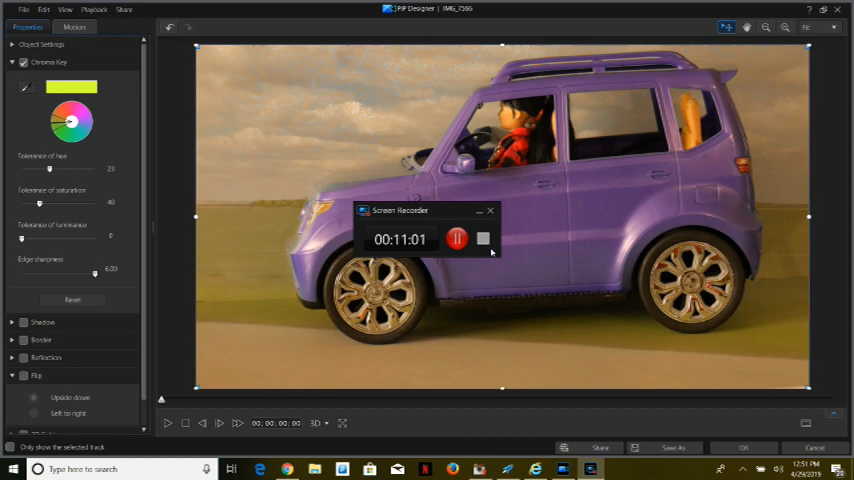 File Edit View Playback Share
PiP Designer | IMG_7566
Properties Motion
Fit
Object Settings
Chroma Key
Tolerance of hue
23
Tolerance of saturation
40
Tolerance of luminance
0
Edge sharpness
6.00
Reset
Shadow
Border
Reflection
Flip
Upside down
Left to right
Screen Recorder
00:11:01
00; 00; 00; 00
3D
Only show the selected track
Share Save As OK Cancel
Type here to search
12:51 PM
4/29/2019